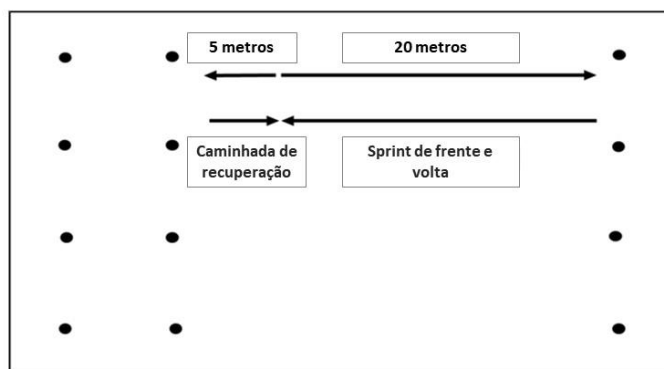 5 metros
20 metros
Caminhada de
recuperação
Sprint de frente e
volta